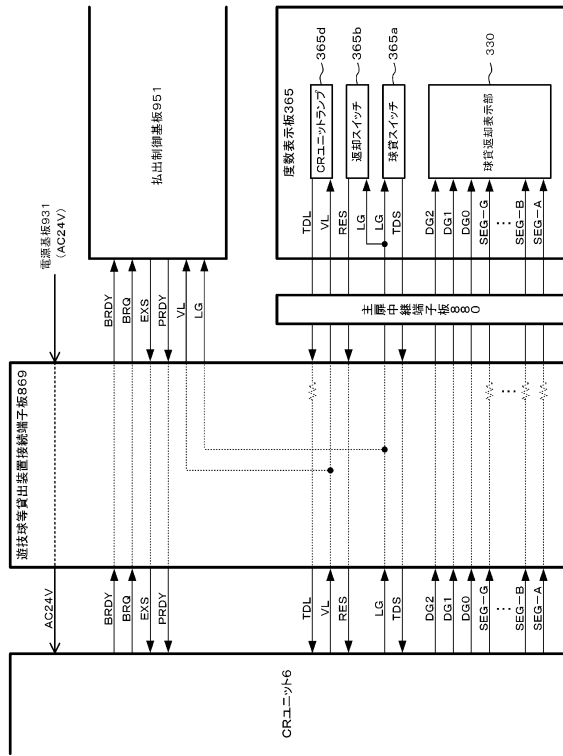 電源基板931
(AC24V)
払出制御基板951
度数表示板365
CRユニットランプ
365d
返却スイッチ
365b
球貸スイッチ
365a
球貸返却表示部
330
BRDY
BRQ
EXS
PRDY
VL
LG
TDL
VL
RES
LG
LG
TDS
DG2
DG1
DG0
SEG-G
SEG-B
SEG-A
主扉中継端子板880
遊技球等貸出装置接続端子板869
AC24V
BRDY
BRQ
EXS
PRDY
TDL
VL
RES
LG
TDS
DG2
DG1
DG0
SEG-G
SEG-B
SEG-A
CRユニット6